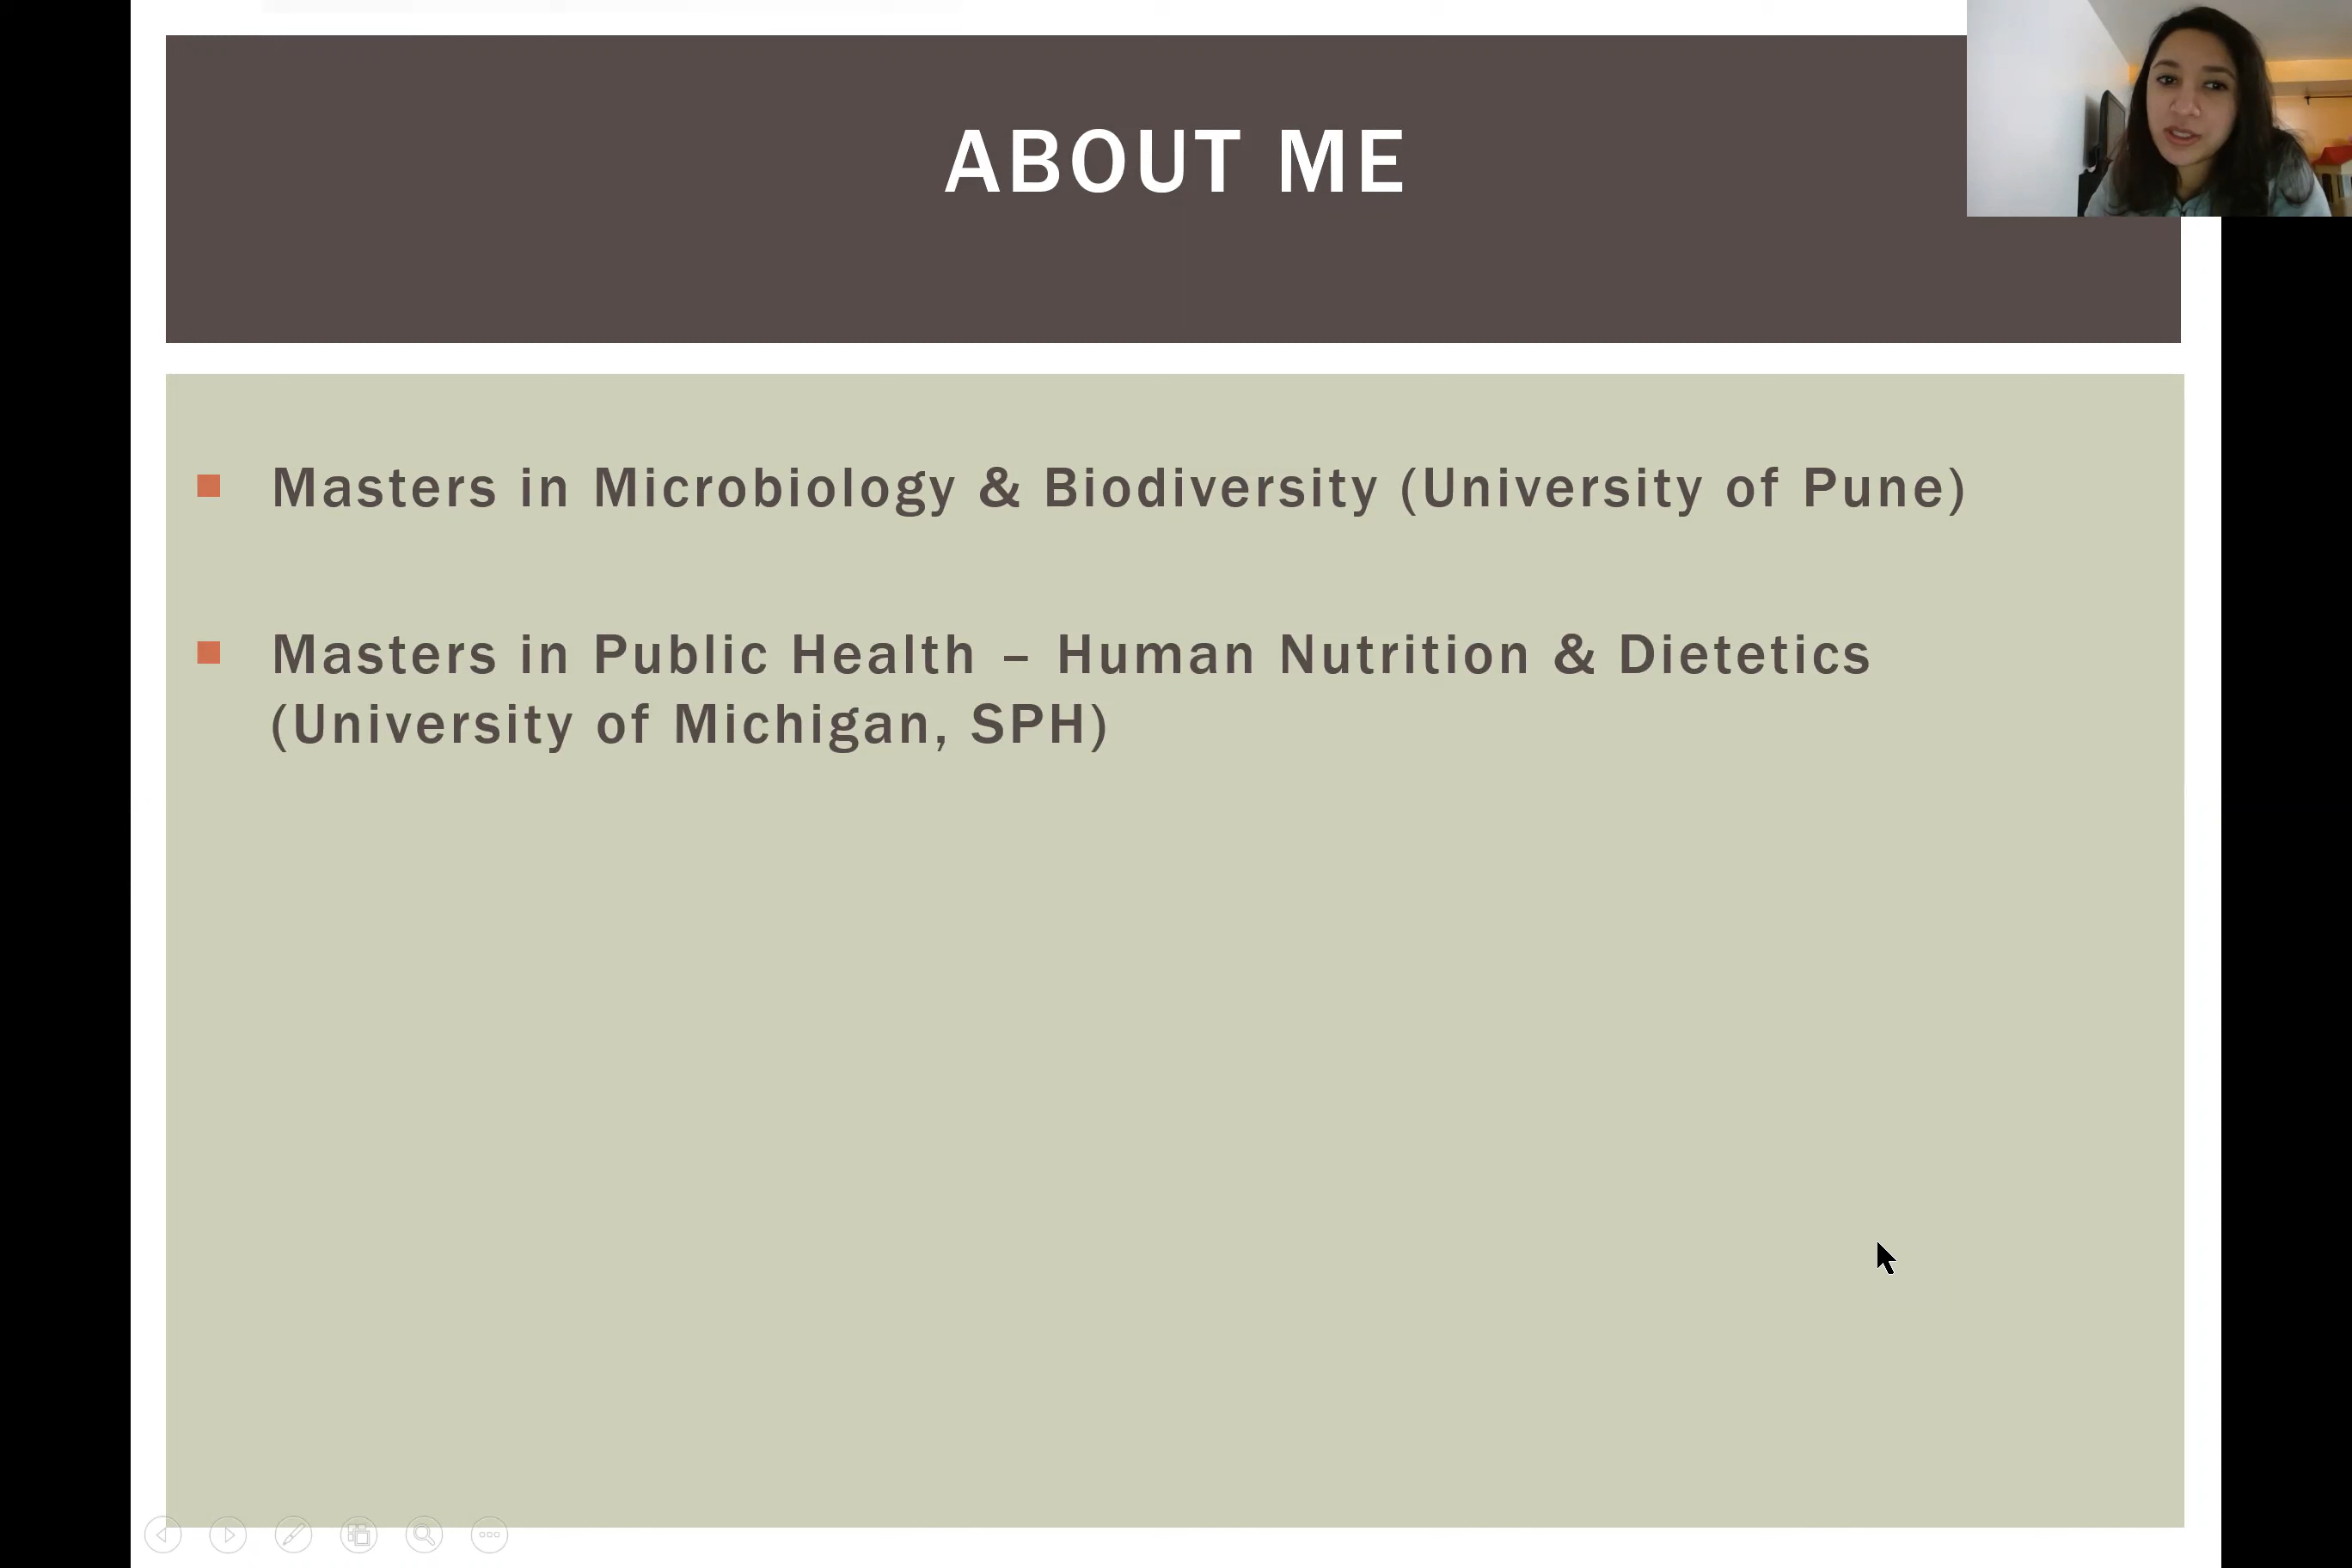 ABOUT ME
Masters in Microbiology & Biodiversity (University of Pune)
Masters in Public Health – Human Nutrition & Dietetics
(University of Michigan, SPH)